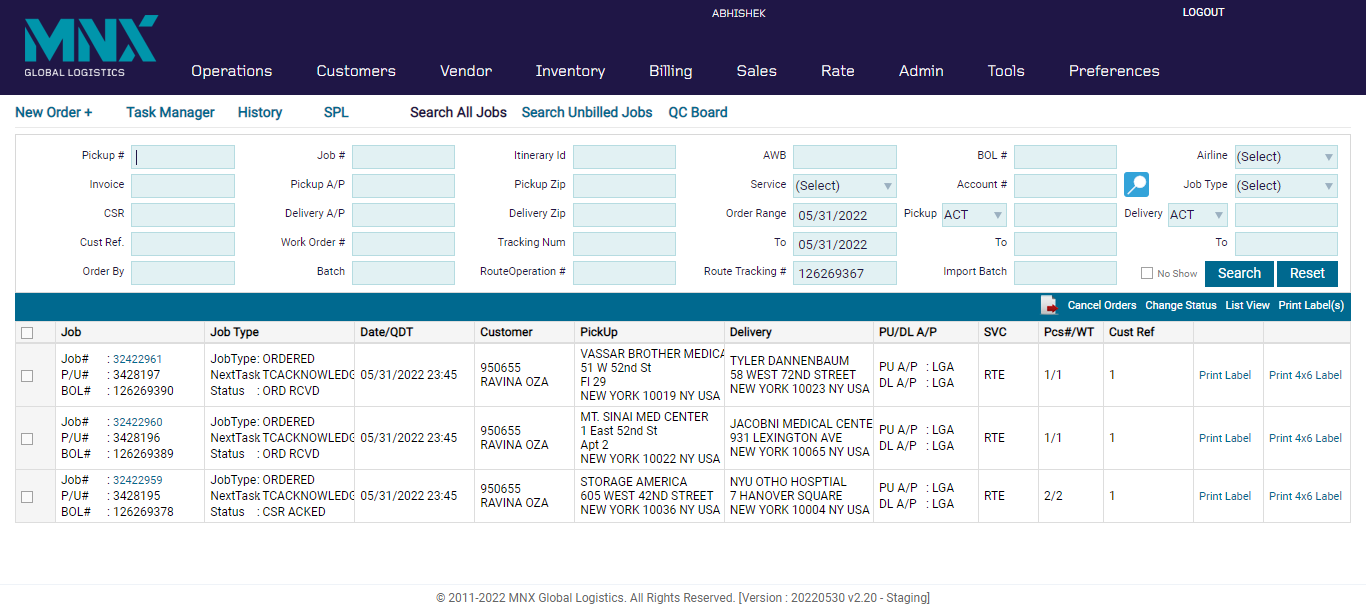 ABHISHEK
LOGOUT
MNX
GLOBAL LOGISTICS
Operations Customers Vendor Inventory Billing Sales Rate Admin Tools Preferences
New Order + Task Manager History SPL Search All Jobs Search Unbilled Jobs QC Board
Pickup # Job # Itinerary Id AWB BOL # Airline (Select)
Invoice Pickup A/P Pickup Zip Service (Select) Account # Job Type (Select)
CSR Delivery A/P Delivery Zip Order Range 05/31/2022 Pickup ACT Delivery ACT
Cust Ref. Work Order # Tracking Num To 05/31/2022 To To
Order By Batch RouteOperation # Route Tracking # 126269367 Import Batch No Show Search Reset
Cancel Orders Change Status List View Print Label(s)
Job Job Type Date/QDT Customer PickUp Delivery PU/DL A/P SVC Pcs#/WT Cust Ref
Job# : 32422961
P/U# : 3428197
BOL# : 126269390
JobType: ORDERED
NextTask TCACKNOWLEDG
Status : ORD RCVD
05/31/2022 23:45
950655
RAVINA OZA
VASSAR BROTHER MEDICA
51 W 52nd St
Fl 29
NEW YORK 10019 NY USA
TYLER DANNENBAUM
58 WEST 72ND STREET
NEW YORK 10023 NY USA
PU A/P : LGA
DL A/P : LGA
RTE
1/1
1
Print Label
Print 4x6 Label
Job# : 32422960
P/U# : 3428196
BOL# : 126269389
JobType: ORDERED
NextTask TCACKNOWLEDG
Status : ORD RCVD
05/31/2022 23:45
950655
RAVINA OZA
MT. SINAI MED CENTER
1 East 52nd St
Apt 2
NEW YORK 10022 NY USA
JACOBNI MEDICAL CENTE
931 LEXINGTON AVE
NEW YORK 10065 NY USA
PU A/P : LGA
DL A/P : LGA
RTE
1/1
1
Print Label
Print 4x6 Label
Job# : 32422959
P/U# : 3428195
BOL# : 126269378
JobType: ORDERED
NextTask TCACKNOWLEDG
Status : CSR ACKED
05/31/2022 23:45
950655
RAVINA OZA
STORAGE AMERICA
605 WEST 42ND STREET
NEW YORK 10036 NY USA
NYU OTHO HOSPTIAL
7 HANOVER SQUARE
NEW YORK 10004 NY USA
PU A/P : LGA
DL A/P : LGA
RTE
2/2
1
Print Label
Print 4x6 Label
© 2011-2022 MNX Global Logistics. All Rights Reserved. [Version : 20220530 v2.20 - Staging]